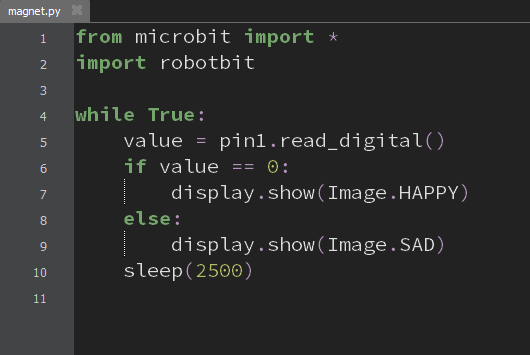 magnet.py
1 from microbit import *
2 import robotbit
3
4 while True:
5     value = pin1.read_digital()
6     if value == 0:
7         display.show(Image.HAPPY)
8     else:
9         display.show(Image.SAD)
10     sleep(2500)
11